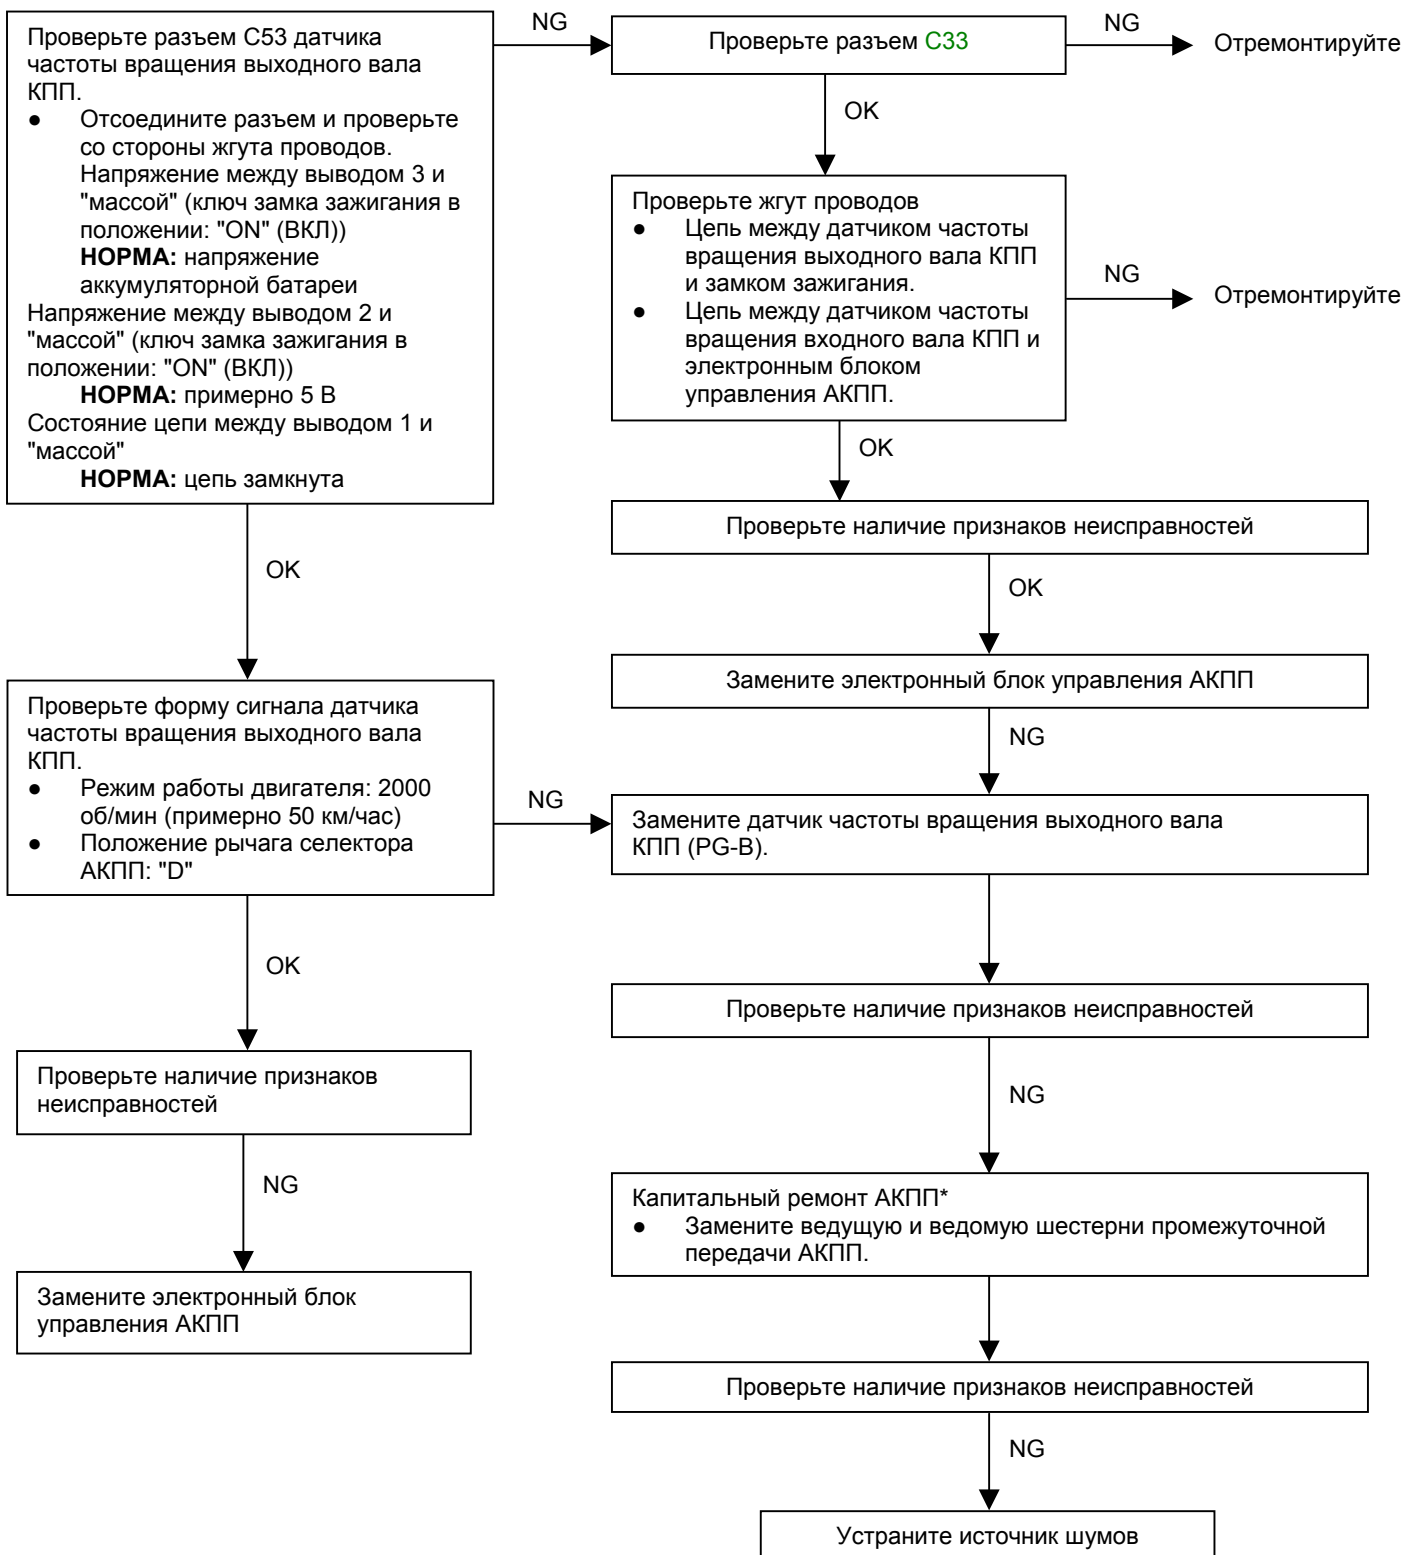 Проверьте разъем C53 датчика
частоты вращения выходного вала
КПП.
● Отсоедините разъем и проверьте
со стороны жгута проводов.
Напряжение между выводом 3 и
"массой" (ключ замка зажигания в
положении: "ON" (ВКЛ))
НОРМА: напряжение
аккумуляторной батареи
Напряжение между выводом 2 и
"массой" (ключ замка зажигания в
положении: "ON" (ВКЛ))
НОРМА: примерно 5 В
Состояние цепи между выводом 1 и
"массой"
НОРМА: цепь замкнута
NG
Проверьте разъем C33
NG
Отремонтируйте
OK
Проверьте жгут проводов
● Цепь между датчиком частоты
вращения выходного вала КПП
и замком зажигания.
● Цепь между датчиком частоты
вращения входного вала КПП и
электронным блоком
управления АКПП.
NG
Отремонтируйте
OK
Проверьте наличие признаков неисправностей
OK
Замените электронный блок управления АКПП
NG
OK
Проверьте форму сигнала датчика
частоты вращения выходного вала
КПП.
● Режим работы двигателя: 2000
об/мин (примерно 50 км/час)
● Положение рычага селектора
АКПП: "D"
NG
Замените датчик частоты вращения выходного вала
КПП (PG-B).
OK
Проверьте наличие признаков неисправностей
Проверьте наличие признаков
неисправностей
NG
NG
Капитальный ремонт АКПП*
● Замените ведущую и ведомую шестерни промежуточной
передачи АКПП.
Замените электронный блок
управления АКПП
Проверьте наличие признаков неисправностей
NG
Устраните источник шумов